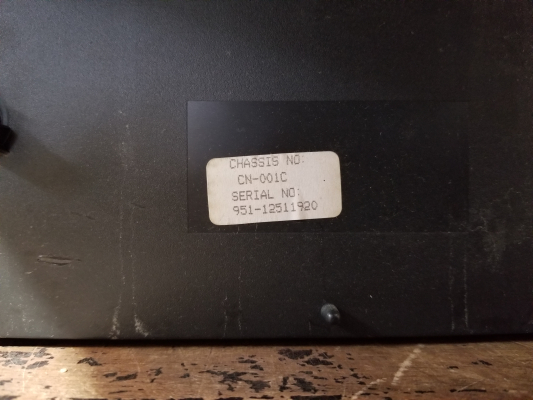 CHASSIS NO:
CN-001C
SERIAL NO:
951-12511920